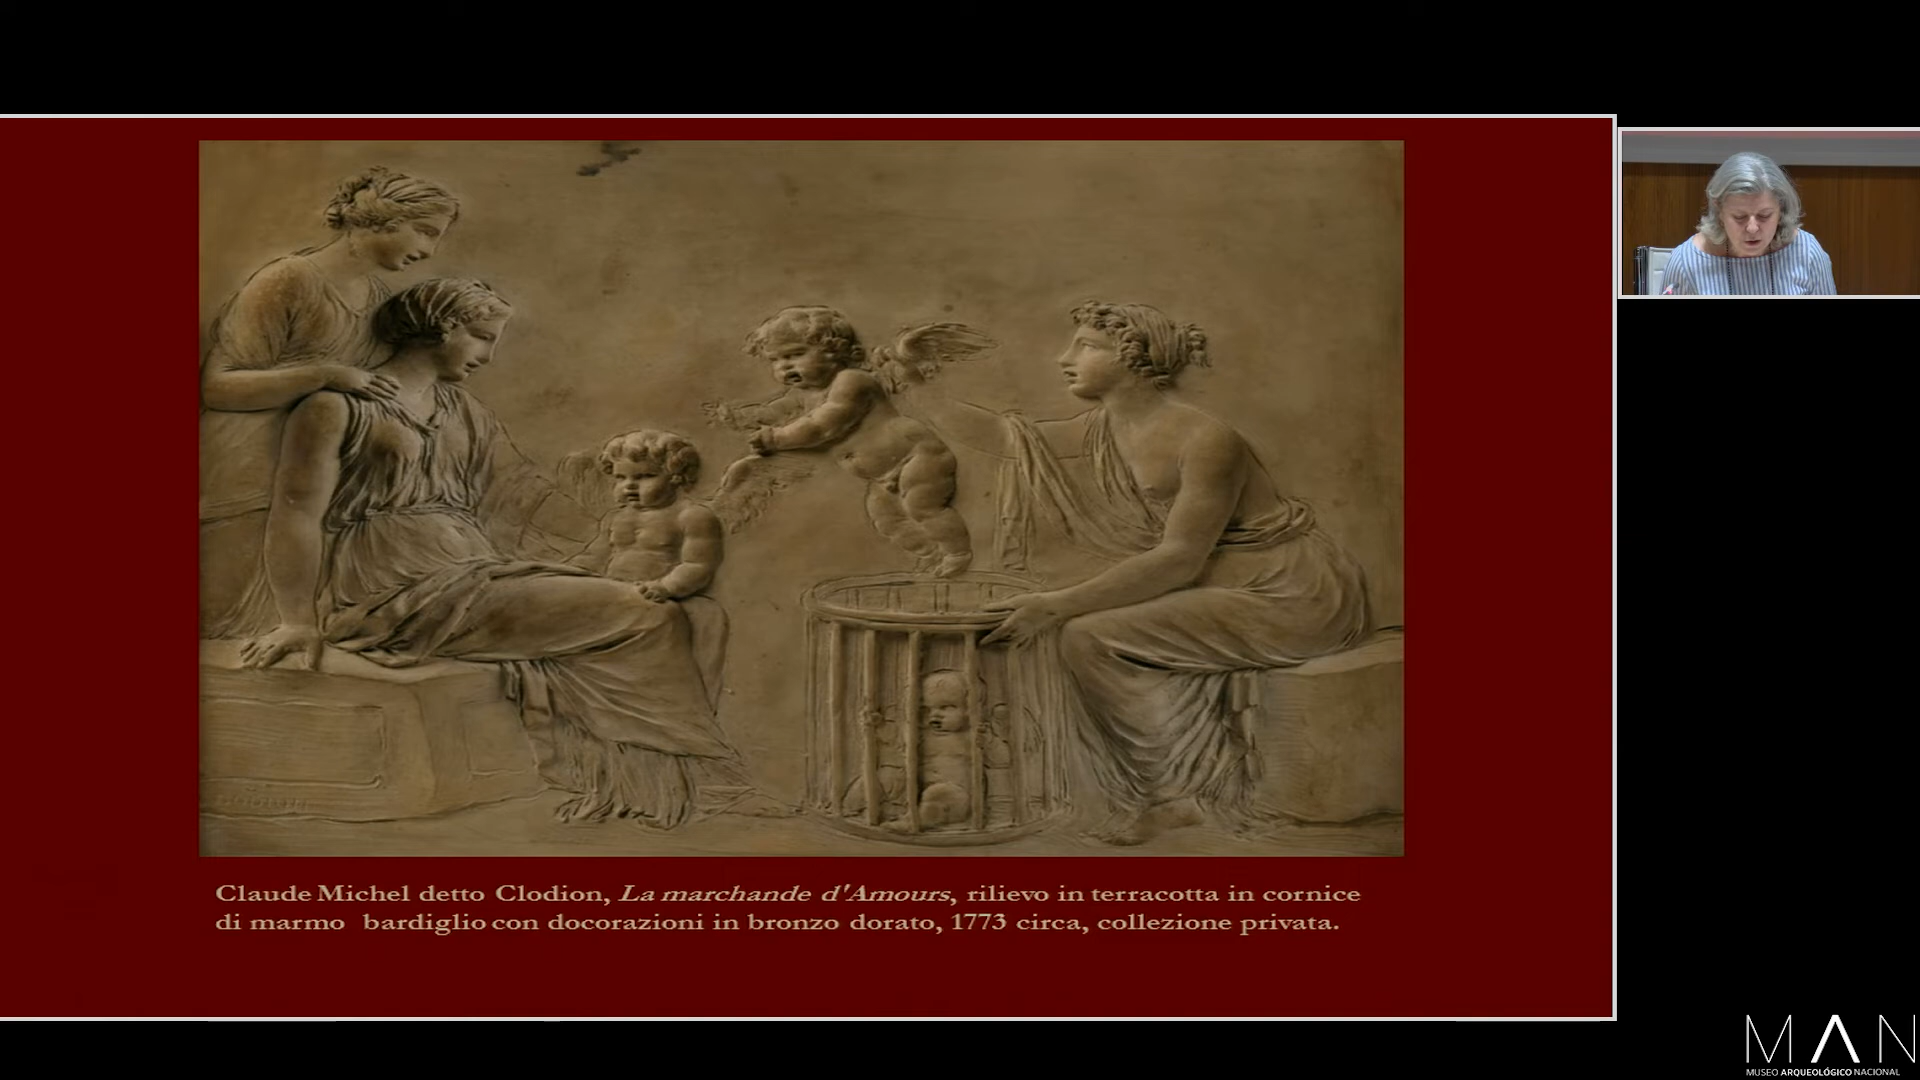 Claude Michel detto Clodion, La marchande d'Amours, rilievo in terracotta in cornice
di marmo bardiglio con docorazioni in bronzo dorato, 1773 circa, collezione privata.
MAN
MUSEO ARQUEOLÓGICO NACIONAL